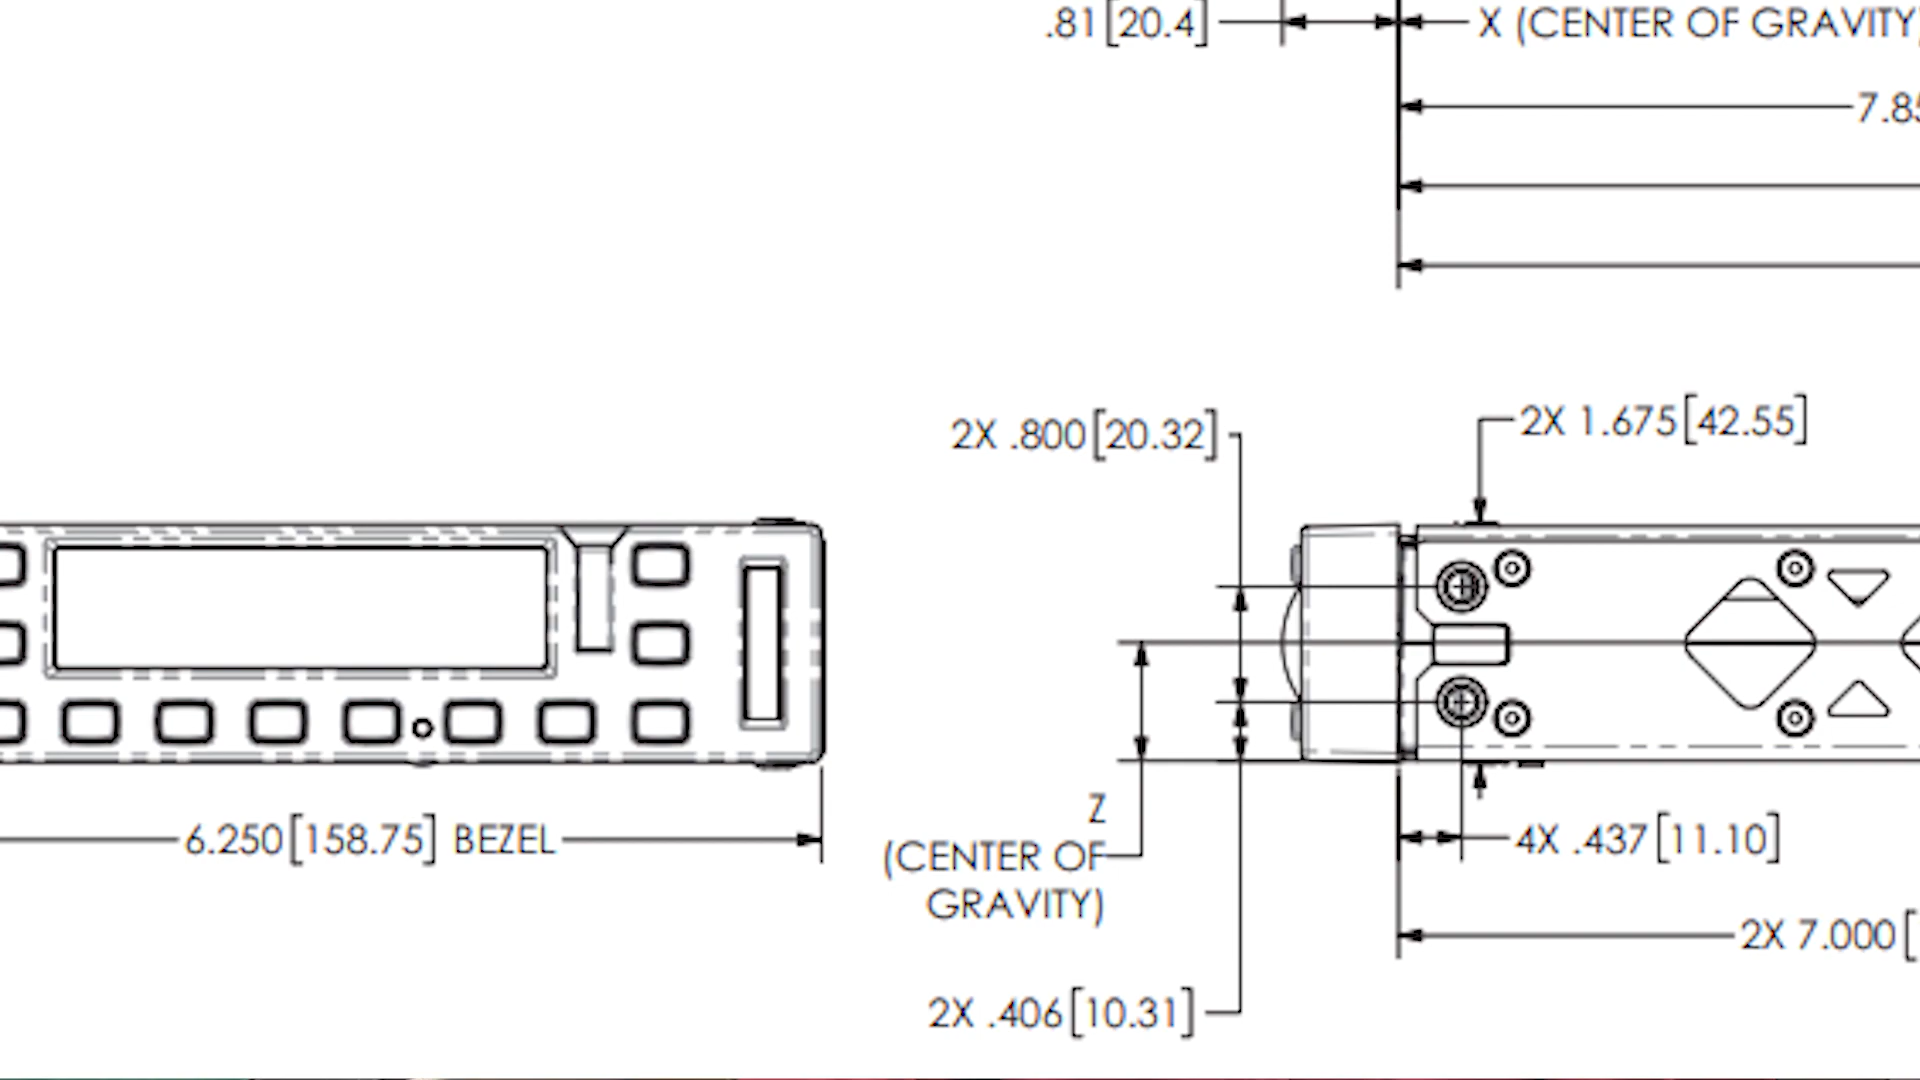 .81[20.4]
X (CENTER OF GRAVITY)
7.85
2X .800[20.32]
2X 1.675[42.55]
6.250[158.75] BEZEL
Z
(CENTER OF
GRAVITY)
4X .437[11.10]
2X 7.000[
2X .406[10.31]